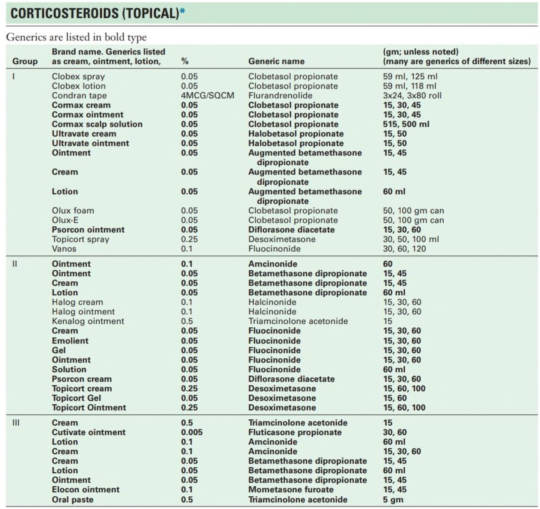 CORTICOSTEROIDS (TOPICAL)*
Generics are listed in bold type
Group Brand name. Generics listed as cream, ointment, lotion, % Generic name (gm; unless noted) (many are generics of different sizes)
I Clobex spray 0.05 Clobetasol propionate 59 ml, 125 ml
Clobex lotion 0.05 Clobetasol propionate 59 ml, 118 ml
Condran tape 4MCG/SQCM Flurandrenolide 3x24, 3x80 roll
Cormax cream 0.05 Clobetasol propionate 15, 30, 45
Cormax ointment 0.05 Clobetasol propionate 15, 30, 45
Cormax scalp solution 0.05 Clobetasol propionate 515, 500 ml
Ultravate cream 0.05 Halobetasol propionate 15, 50
Ultravate ointment 0.05 Halobetasol propionate 15, 50
Ointment 0.05 Augmented betamethasone 15, 45
dipropionate
Cream 0.05 Augmented betamethasone 15, 45
dipropionate
Lotion 0.05 Augmented betamethasone 60 ml
dipropionate
Olux foam 0.05 Clobetasol propionate 50, 100 gm can
Olux-E 0.05 Clobetasol propionate 50, 100 gm can
Psorcon ointment 0.05 Diflorasone diacetate 15, 30, 60
Topicort spray 0.25 Desoximetasone 30, 50, 100 ml
Vanos 0.1 Fluocinonide 30, 60, 120
II Ointment 0.1 Amcinonide 60
Ointment 0.05 Betamethasone dipropionate 15, 45
Cream 0.05 Betamethasone dipropionate 15, 45
Lotion 0.05 Betamethasone dipropionate 60 ml
Halog cream 0.1 Halcinonide 15, 30, 60
Halog ointment 0.1 Halcinonide 15, 30, 60
Kenalog ointment 0.5 Triamcinolone acetonide 15
Cream 0.05 Fluocinonide 15, 30, 60
Emolient 0.05 Fluocinonide 15, 30, 60
Gel 0.05 Fluocinonide 15, 30, 60
Ointment 0.05 Fluocinonide 15, 30, 60
Solution 0.05 Fluocinonide 60 ml
Psorcon cream 0.05 Diflorasone diacetate 15, 30, 60
Topicort cream 0.25 Desoximetasone 15, 60, 100
Topicort Gel 0.05 Desoximetasone 15, 60
Topicort Ointment 0.25 Desoximetasone 15, 60, 100
III Cream 0.5 Triamcinolone acetonide 15
Cutivate ointment 0.005 Fluticasone propionate 30, 60
Lotion 0.1 Amcinonide 60 ml
Cream 0.1 Amcinonide 15, 30, 60
Cream 0.05 Betamethasone dipropionate 15, 45
Lotion 0.05 Betamethasone dipropionate 60 ml
Ointment 0.05 Betamethasone dipropionate 15, 45
Elocon ointment 0.1 Mometasone furoate 15, 45
Oral paste 0.5 Triamcinolone acetonide 5 gm